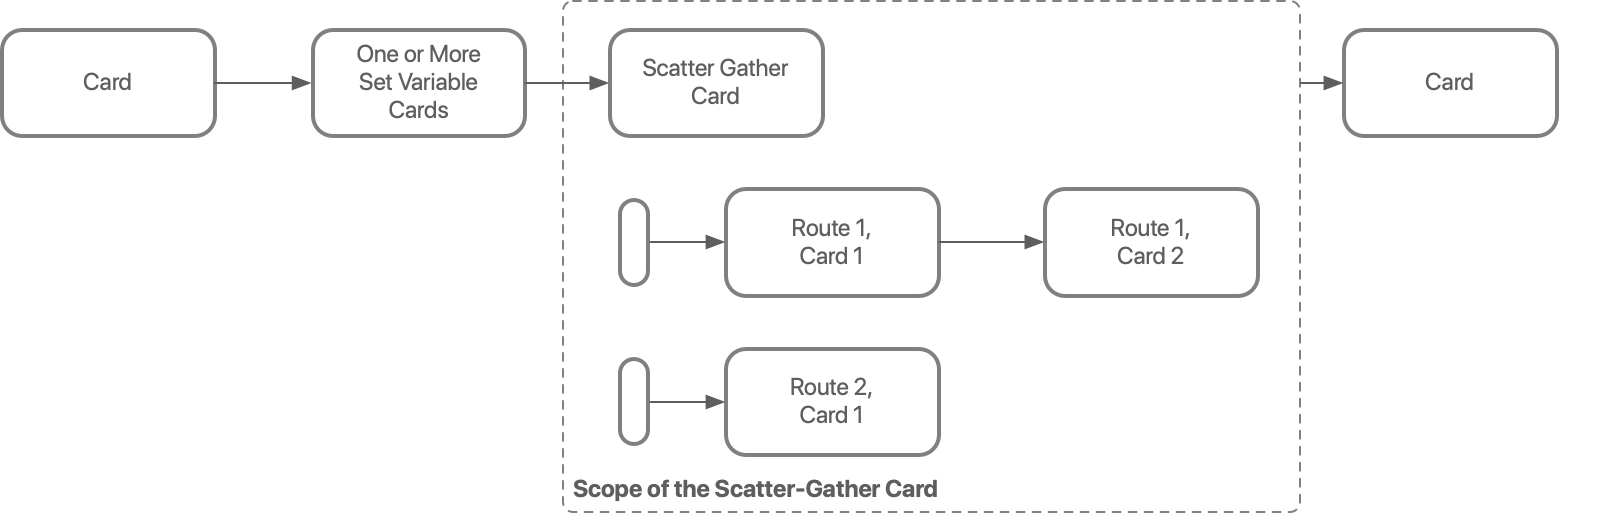 Card
One or More
Set Variable
Cards
Scatter Gather
Card
Card
Route 1,
Card 1
Route 1,
Card 2
Route 2,
Card 1
Scope of the Scatter-Gather Card